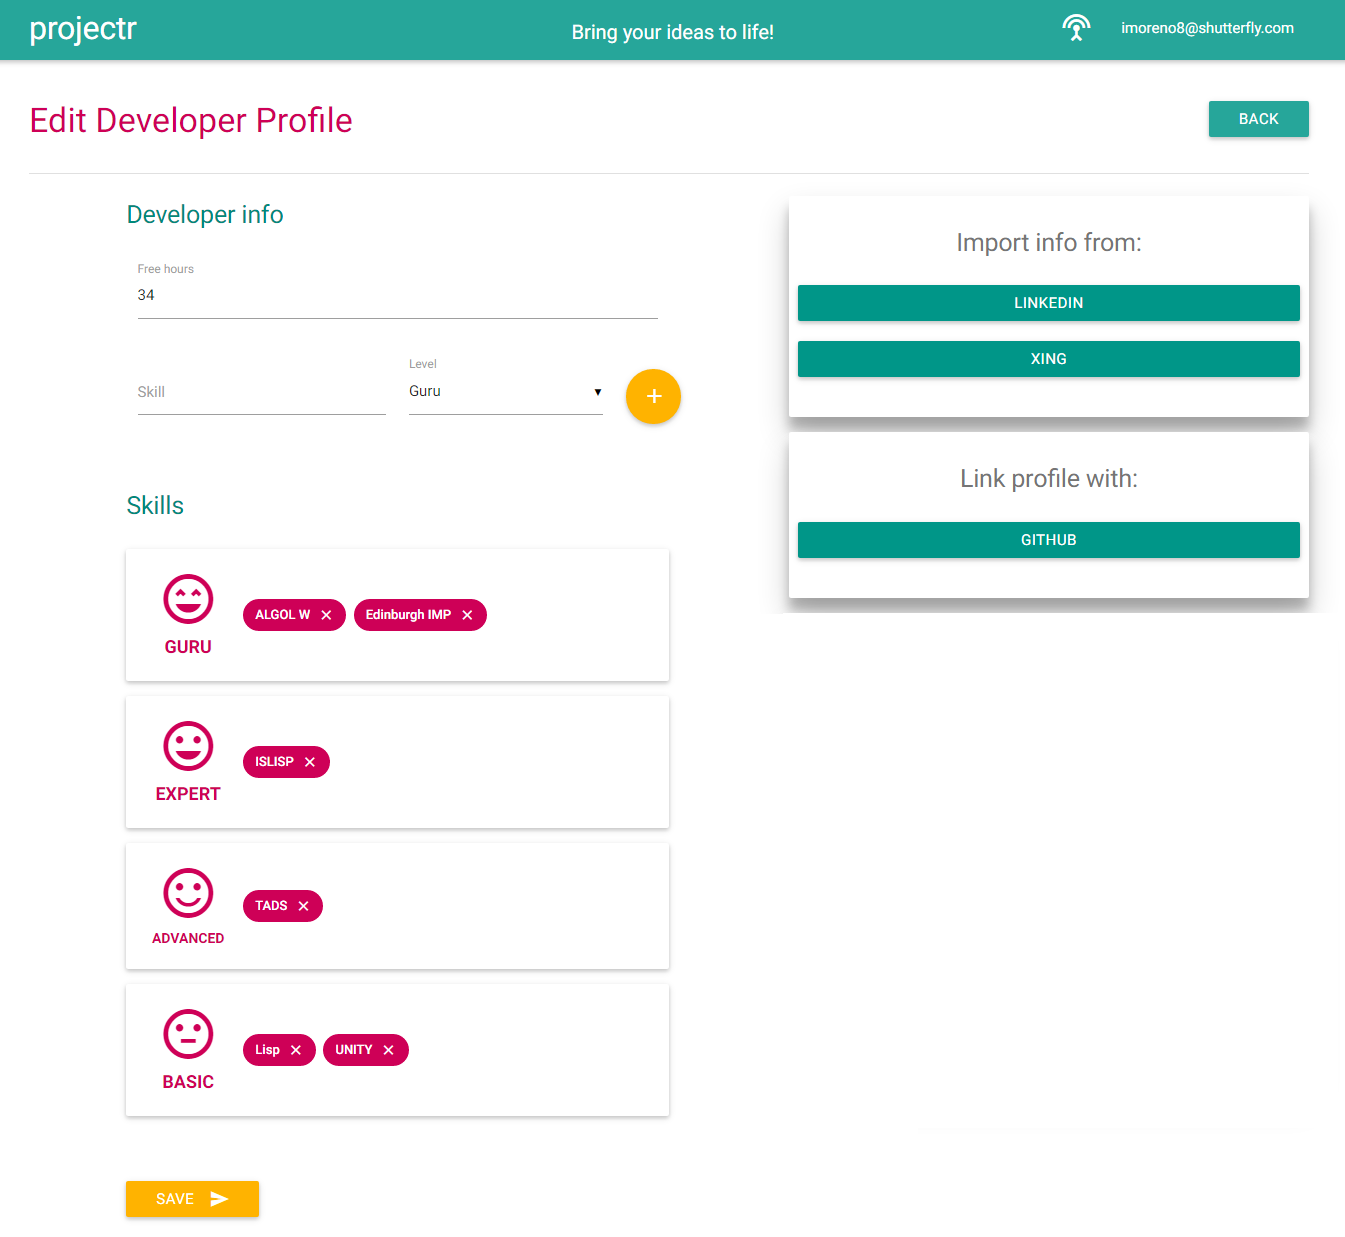 projectr
Bring your ideas to life!
imoreno8@shutterfly.com
Edit Developer Profile
BACK
Developer info
Free hours
34
Skill
Level
Guru
Skills
GURU
ALGOL W
Edinburgh IMP
EXPERT
ISLISP
ADVANCED
TADS
BASIC
Lisp
UNITY
SAVE
Import info from:
LINKEDIN
XING
Link profile with:
GITHUB